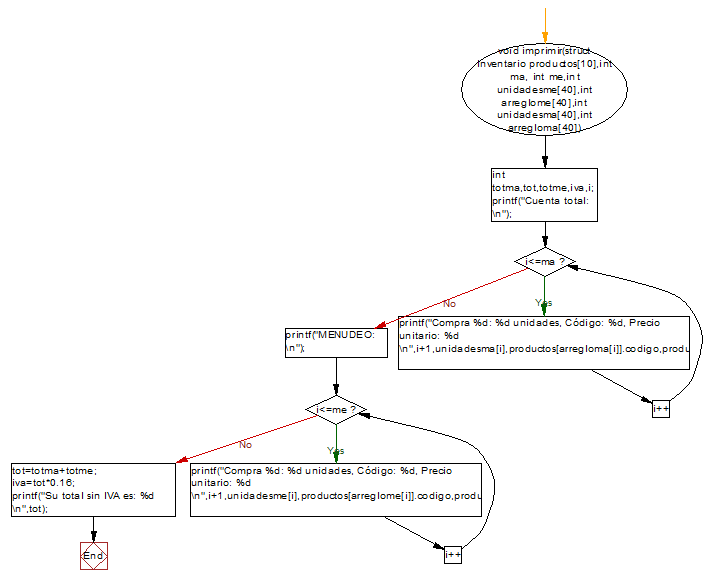 void imprimir(struct
Inventario productos[10],int
ma, int me,int
unidadesme[40],int
arreglome[40],int
unidadesma[40],int
arregloma[40])
int
totma,tot,totme,iva,i;
printf("Cuenta total:
\n");
i<=ma ?
No
Yes
printf("Compra %d: %d unidades, Código: %d, Precio
unitario: %d
\n",i+1,unidadesma[i],productos[arregloma[i]].codigo,produ
i++
printf("MENUDEO:
\n");
i<=me ?
No
Yes
printf("Compra %d: %d unidades, Código: %d, Precio
unitario: %d
\n",i+1,unidadesme[i],productos[arreglome[i]].codigo,produ
i++
tot=totma+totme;
iva=tot*0.16;
printf("Su total sin IVA es: %d
\n",tot);
End